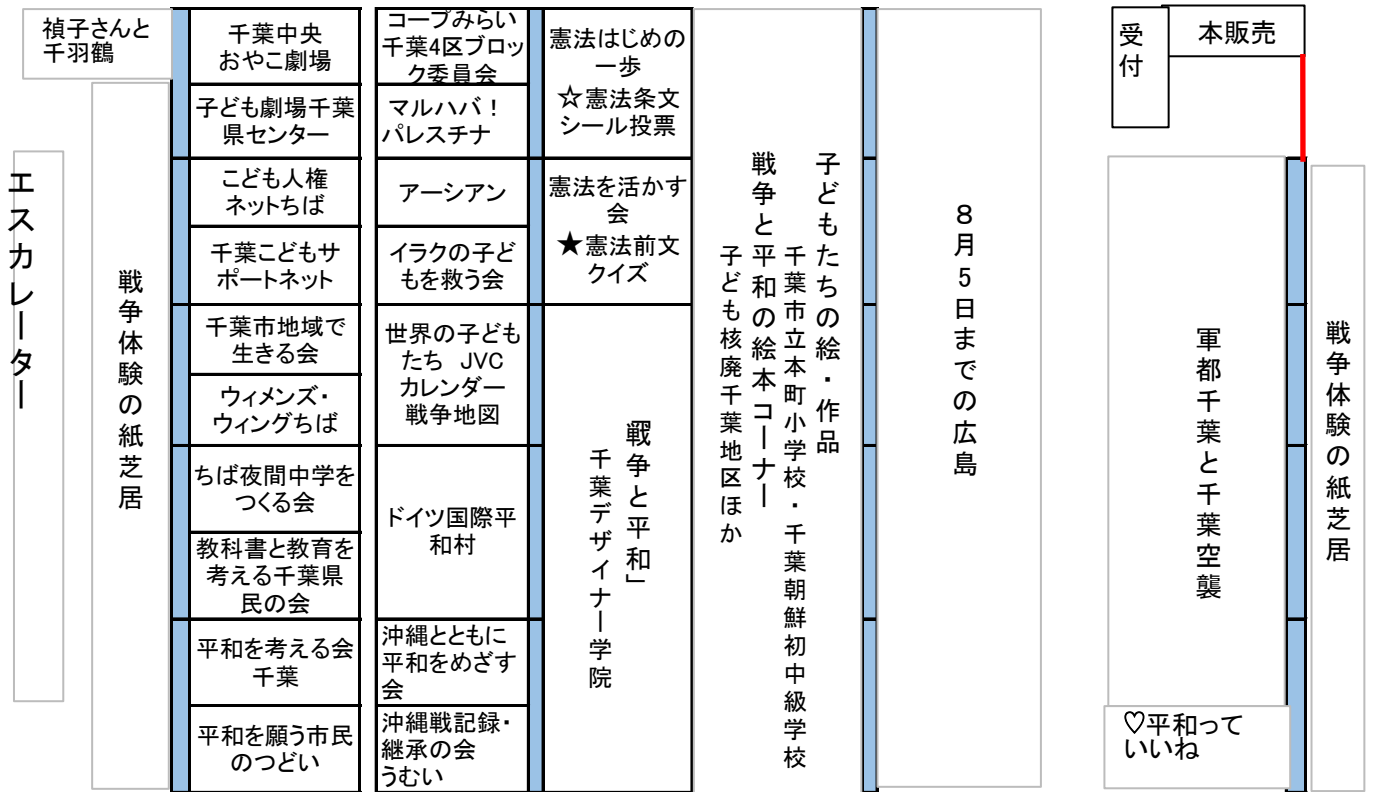 禎子さんと
千羽鶴
エスカレーター
戦争体験の紙芝居
千葉中央
おやこ劇場
子ども劇場千葉
県センター
こども人権
ネットちば
千葉こどもサ
ポートネット
千葉市地域で
生きる会
ウィメンズ・
ウィングちば
ちば夜間中学を
つくる会
教科書と教育を
考える千葉県
民の会
平和を考える会
千葉
平和を願う市民
のつどい
コープみらい
千葉4区ブロッ
ク委員会
マルハバ！
パレスチナ
アーシアン
イラクの子ど
もを救う会
世界の子ども
たち　JVC
カレンダー
戦争地図
ドイツ国際平
和村
沖縄とともに
平和をめざす
会
沖縄戦記録・
継承の会
うむい
憲法はじめの
一歩
☆憲法条文
シール投票
憲法を活かす
会
★憲法前文
クイズ
「戦争と平和」
千葉デザイナー学院
子どもたちの絵・作品
千葉市立本町小学校・千葉朝鮮初中級学校
戦争と平和の絵本コーナー
子ども核廃千葉地区ほか
８月５日までの広島
受付
本販売
軍都千葉と千葉空襲
♡平和って
いいね
戦争体験の紙芝居